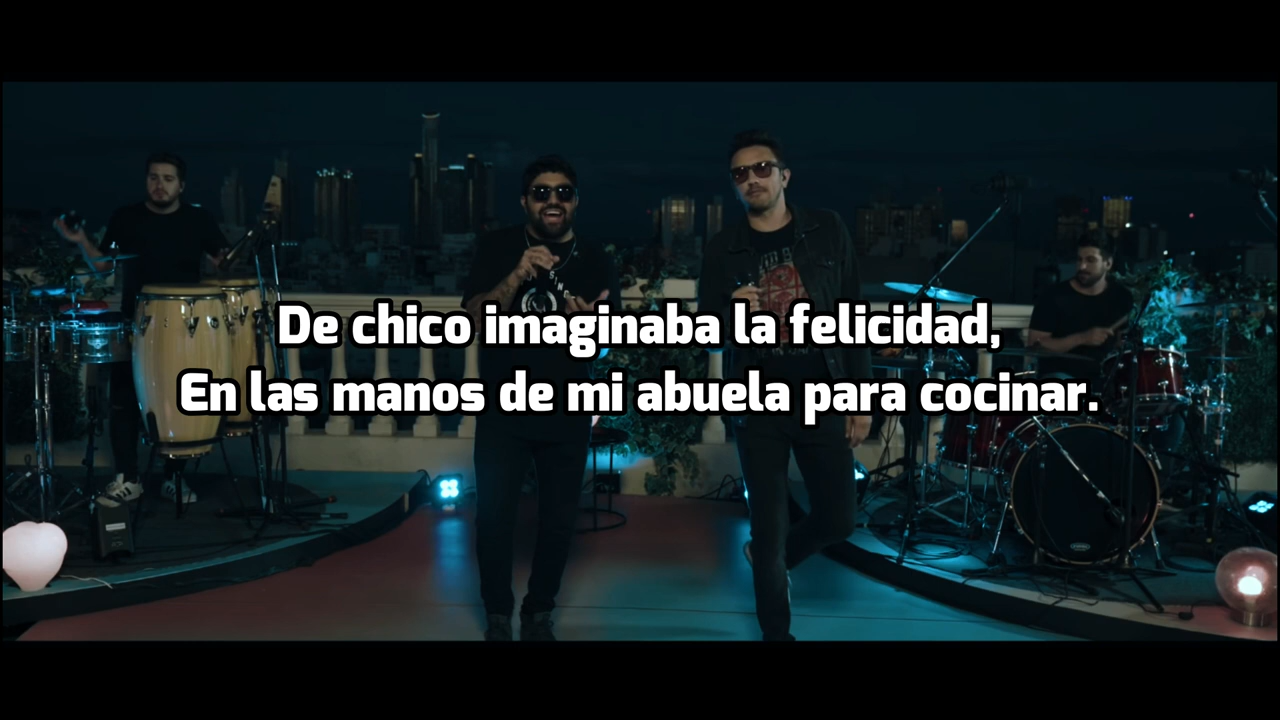 De chico imaginaba la felicidad,
En las manos de mi abuela para cocinar.